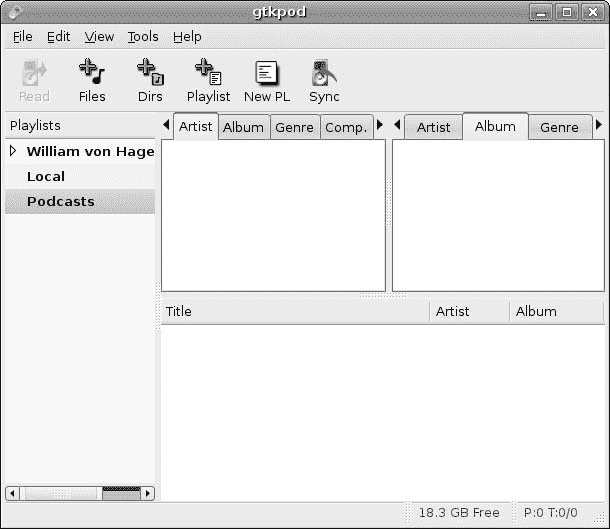 gtkpod
File Edit View Tools Help
Read Files Dirs Playlist New PL Sync
Playlists
William von Hage
Local
Podcasts
Artist Album Genre Comp.
Artist Album Genre
Title Artist Album
18.3 GB Free P:0 T:0/0